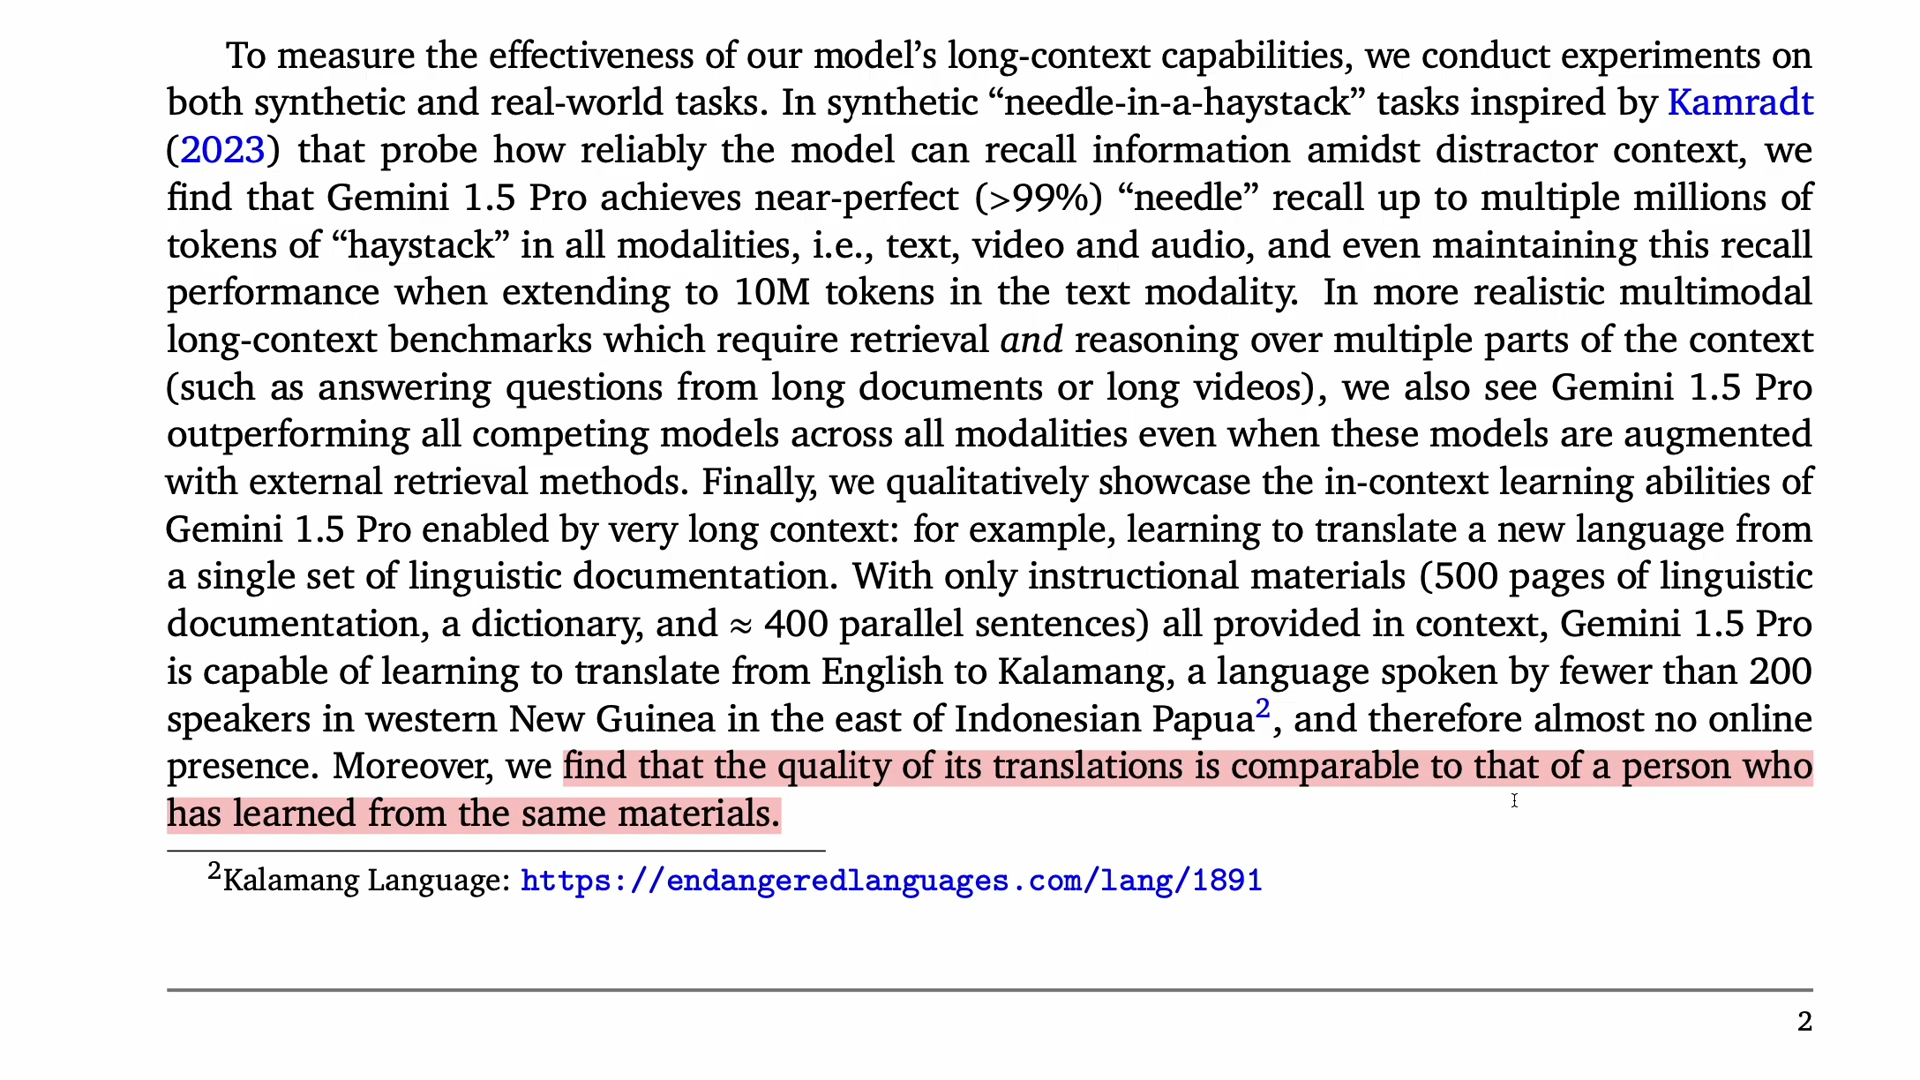 To measure the effectiveness of our model’s long-context capabilities, we conduct experiments on
both synthetic and real-world tasks. In synthetic “needle-in-a-haystack” tasks inspired by Kamradt
(2023) that probe how reliably the model can recall information amidst distractor context, we
find that Gemini 1.5 Pro achieves near-perfect (>99%) “needle” recall up to multiple millions of
tokens of “haystack” in all modalities, i.e., text, video and audio, and even maintaining this recall
performance when extending to 10M tokens in the text modality. In more realistic multimodal
long-context benchmarks which require retrieval and reasoning over multiple parts of the context
(such as answering questions from long documents or long videos), we also see Gemini 1.5 Pro
outperforming all competing models across all modalities even when these models are augmented
with external retrieval methods. Finally, we qualitatively showcase the in-context learning abilities of
Gemini 1.5 Pro enabled by very long context: for example, learning to translate a new language from
a single set of linguistic documentation. With only instructional materials (500 pages of linguistic
documentation, a dictionary, and ≈ 400 parallel sentences) all provided in context, Gemini 1.5 Pro
is capable of learning to translate from English to Kalamang, a language spoken by fewer than 200
speakers in western New Guinea in the east of Indonesian Papua², and therefore almost no online
presence. Moreover, we find that the quality of its translations is comparable to that of a person who
has learned from the same materials.
²Kalamang Language: https://endangeredlanguages.com/lang/1891
2